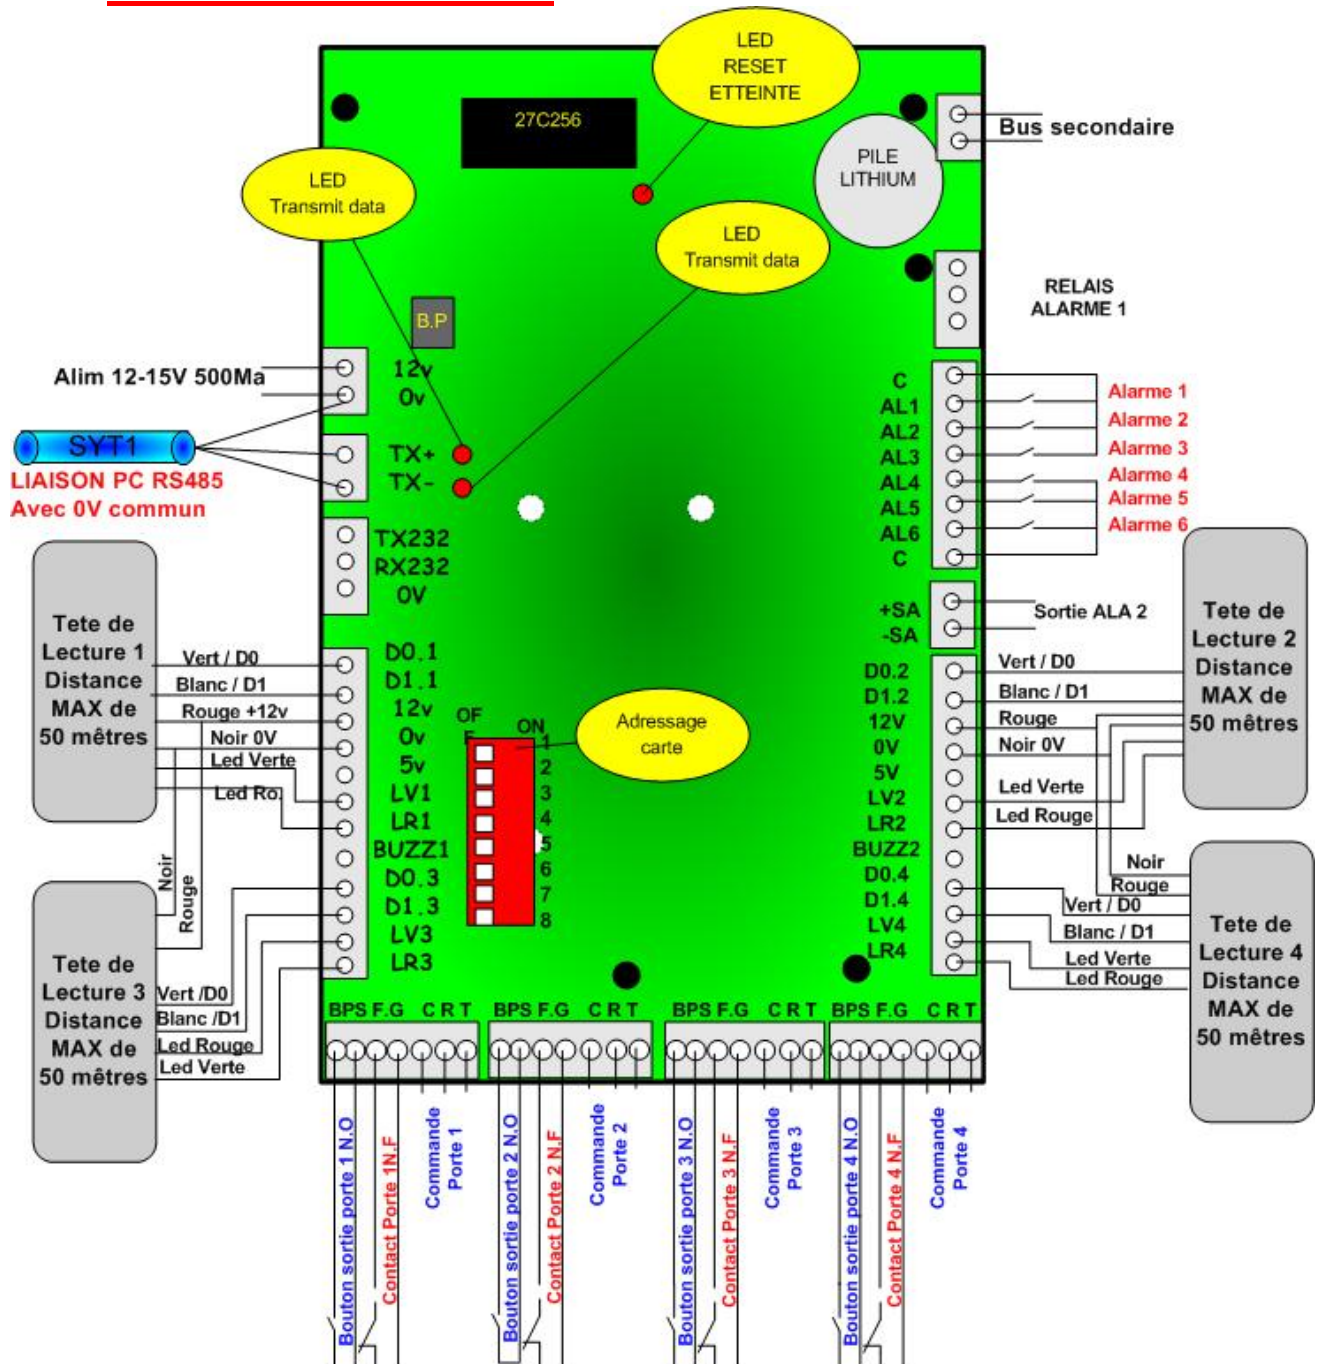 LED
RESET
ETTEINTE
27C256
Bus secondaire
PILE
LITHIUM
LED
Transmit data
LED
Transmit data
RELAIS
ALARME 1
B.P
Alim 12-15V 500Ma
12v
0v
SYT1
LIAISON PC RS485
Avec 0V commun
TX+
TX-
TX232
RX232
0V
C
AL1
AL2
AL3
AL4
AL5
AL6
C
Alarme 1
Alarme 2
Alarme 3
Alarme 4
Alarme 5
Alarme 6
+SA
-SA
Sortie ALA 2
Tete de
Lecture 1
Distance
MAX de
50 mêtres
Vert / D0
Blanc / D1
Rouge +12v
Noir 0V
Led Verte
Led Ro.
D0.1
D1.1
12v
0v
5v
LV1
LR1
BUZZ1
D0.3
D1.3
LV3
LR3
OF
F
ON
1
2
3
4
5
6
7
8
Adressage
carte
D0.2
D1.2
12V
0V
5V
LV2
LR2
BUZZ2
D0.4
D1.4
LV4
LR4
Vert / D0
Blanc / D1
Rouge
Noir 0V
Led Verte
Led Rouge
Tete de
Lecture 2
Distance
MAX de
50 mêtres
Noir
Rouge
Tete de
Lecture 3
Distance
MAX de
50 mêtres
Vert /D0
Blanc /D1
Led Rouge
Led Verte
Noir
Rouge
Vert / D0
Blanc / D1
Led Verte
Led Rouge
Tete de
Lecture 4
Distance
MAX de
50 mêtres
BPS F.G C R T
BPS F.G C R T
BPS F.G C R T
BPS F.G C R T
Bouton sortie porte 1 N.O
Contact Porte 1N.F
Commande
Porte 1
Bouton sortie porte 2 N.O
Contact Porte 2 N.F
Commande
Porte 2
Bouton sortie porte 3 N.O
Contact Porte 3 N.F
Commande
Porte 3
Bouton sortie porte 4 N.O
Contact Porte 4 N.F
Commande
Porte 4